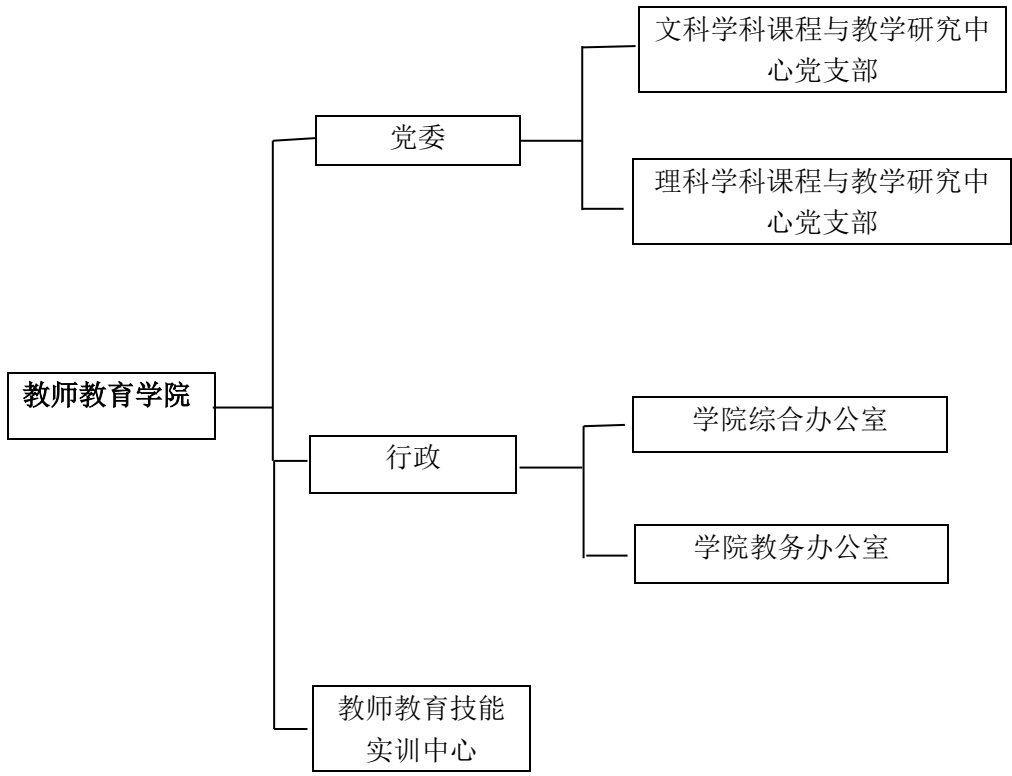 文科学科课程与教学研究中
心党支部
党委
理科学科课程与教学研究中
心党支部
教师教育学院
学院综合办公室
行政
学院教务办公室
教师教育技能
实训中心